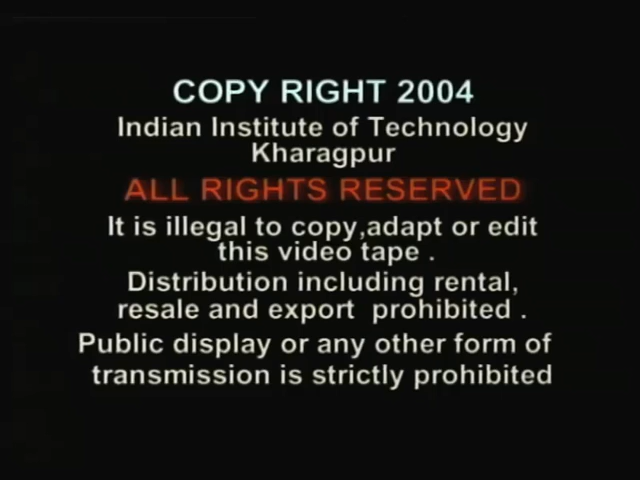 COPY RIGHT 2004
Indian Institute of Technology
Kharagpur
ALL RIGHTS RESERVED
It is illegal to copy,adapt or edit
this video tape .
Distribution including rental,
resale and export prohibited .
Public display or any other form of
transmission is strictly prohibited